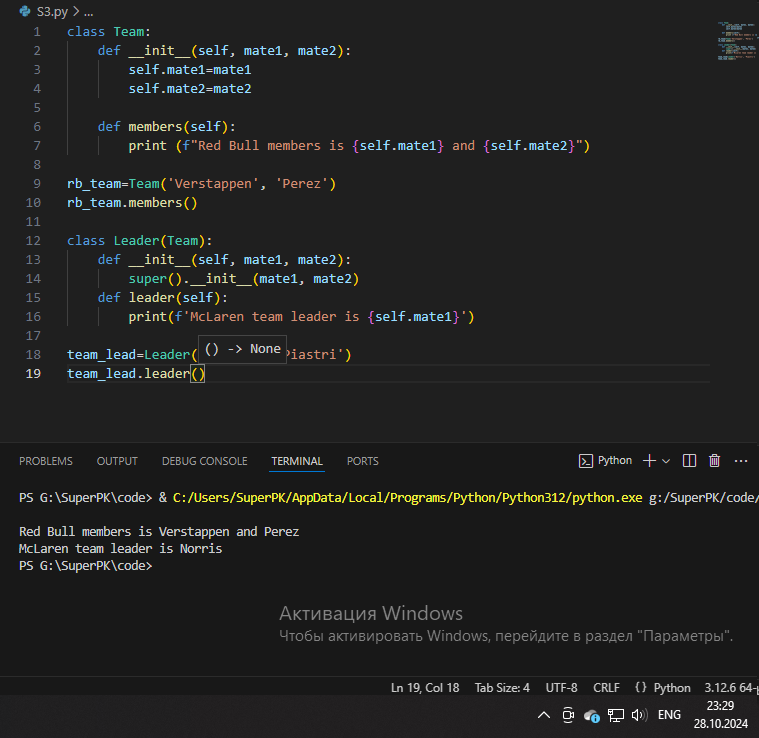 S3.py > ...
1 class Team:
2 def __init__(self, mate1, mate2):
3 self.mate1=mate1
4 self.mate2=mate2
5
6 def members(self):
7 print (f"Red Bull members is {self.mate1} and {self.mate2}")
8
9 rb_team=Team('Verstappen', 'Perez')
10 rb_team.members()
11
12 class Leader(Team):
13 def __init__(self, mate1, mate2):
14 super().__init__(mate1, mate2)
15 def leader(self):
16 print(f'McLaren team leader is {self.mate1}')
17
18 team_lead=Leader( () -> None Piastri')
19 team_lead.leader()
PROBLEMS OUTPUT DEBUG CONSOLE TERMINAL PORTS Python ...
PS G:\SuperPK\code> & C:/Users/SuperPK/AppData/Local/Programs/Python/Python312/python.exe g:/SuperPK/code/
Red Bull members is Verstappen and Perez
McLaren team leader is Norris
PS G:\SuperPK\code>
Активация Windows
Чтобы активировать Windows, перейдите в раздел "Параметры".
Ln 19, Col 18 Tab Size: 4 UTF-8 CRLF {} Python 3.12.6 64-
ENG 23:29
28.10.2024